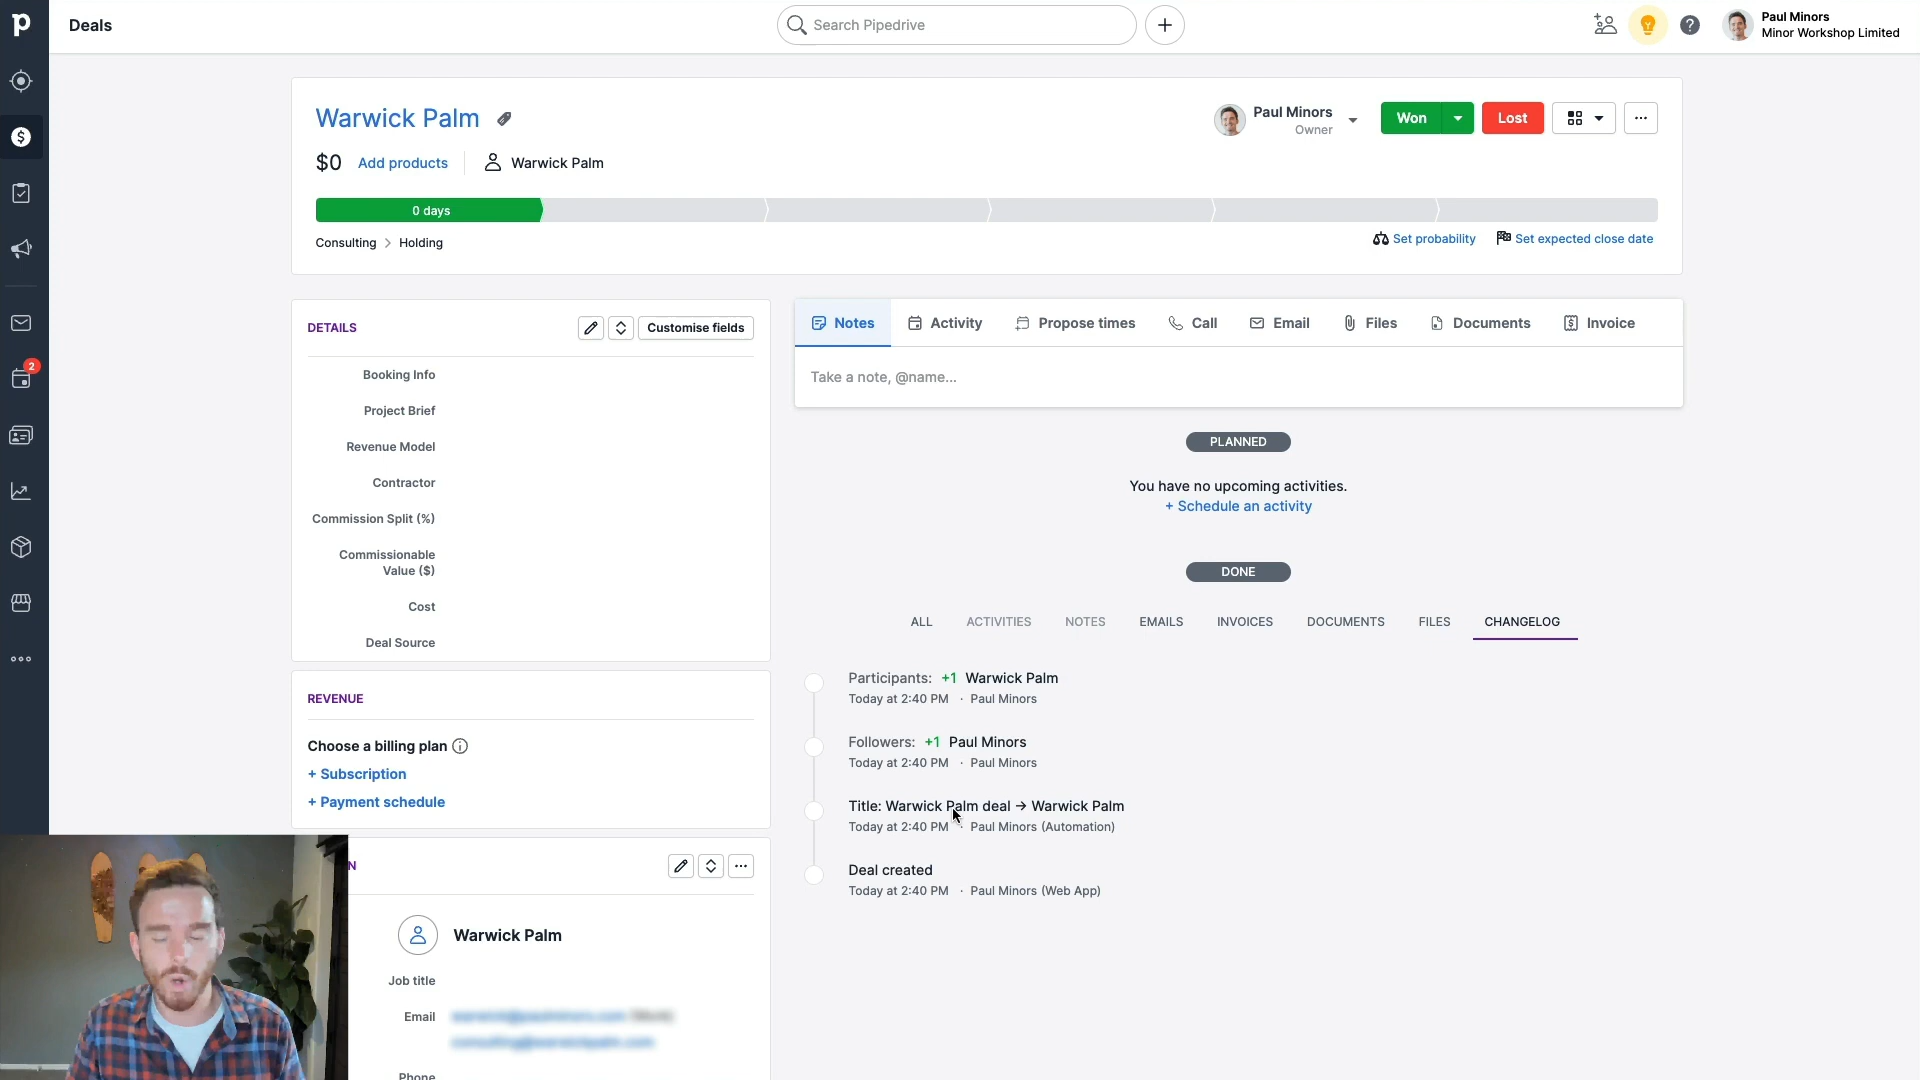 p
Deals
Search Pipedrive
Paul Minors
Minor Workshop Limited
Warwick Palm
Paul Minors
Owner
Won
Lost
$0
Add products
Warwick Palm
0 days
Consulting > Holding
Set probability
Set expected close date
2
DETAILS
Customise fields
Booking Info
Project Brief
Revenue Model
Contractor
Commission Split (%)
Commissionable
Value ($)
Cost
Deal Source
REVENUE
Choose a billing plan
+ Subscription
+ Payment schedule
N
Warwick Palm
Job title
Email
Phone
Notes
Activity
Propose times
Call
Email
Files
Documents
Invoice
Take a note, @name...
PLANNED
You have no upcoming activities.
+ Schedule an activity
DONE
ALL
ACTIVITIES
NOTES
EMAILS
INVOICES
DOCUMENTS
FILES
CHANGELOG
Participants: +1 Warwick Palm
Today at 2:40 PM · Paul Minors
Followers: +1 Paul Minors
Today at 2:40 PM · Paul Minors
Title: Warwick Palm deal → Warwick Palm
Today at 2:40 PM · Paul Minors (Automation)
Deal created
Today at 2:40 PM · Paul Minors (Web App)